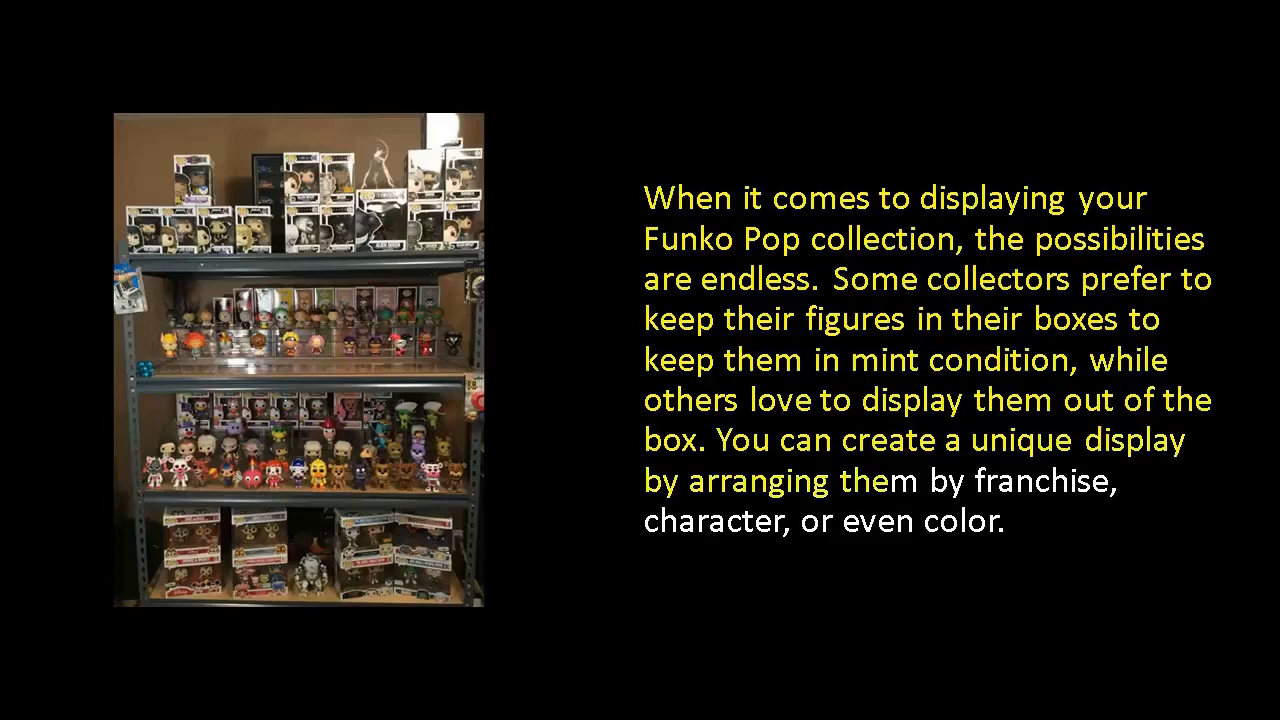 When it comes to displaying your
Funko Pop collection, the possibilities
are endless. Some collectors prefer to
keep their figures in their boxes to
keep them in mint condition, while
others love to display them out of the
box. You can create a unique display
by arranging them by franchise,
character, or even color.
ALIEN QUEEN